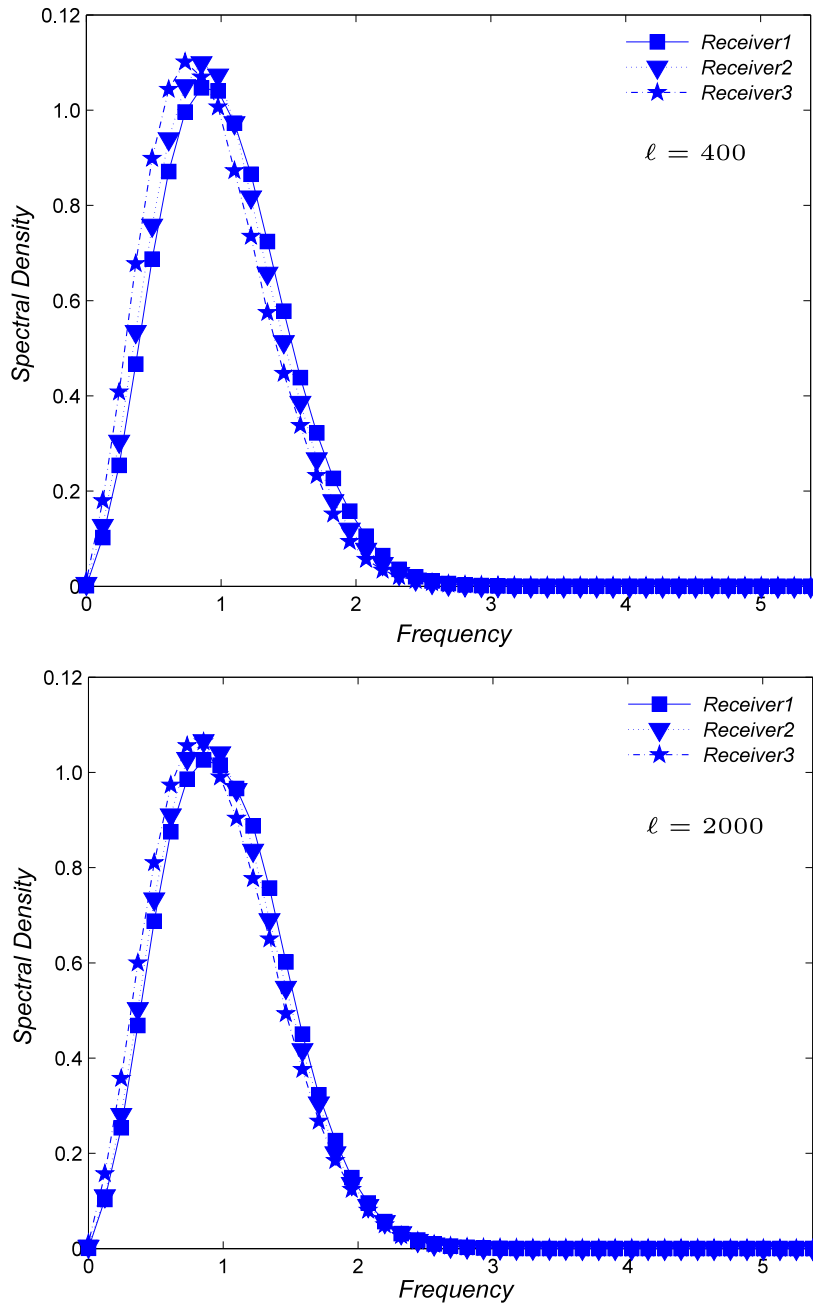 0.12
Receiver1
Receiver2
Receiver3
1.0
ℓ = 400
0.8
0.6
0.4
0.2
0
Spectral Density
0 1 2 3 4 5
Frequency
0.12
Receiver1
Receiver2
Receiver3
1.0
ℓ = 2000
0.8
0.6
0.4
0.2
0
Spectral Density
0 1 2 3 4 5
Frequency